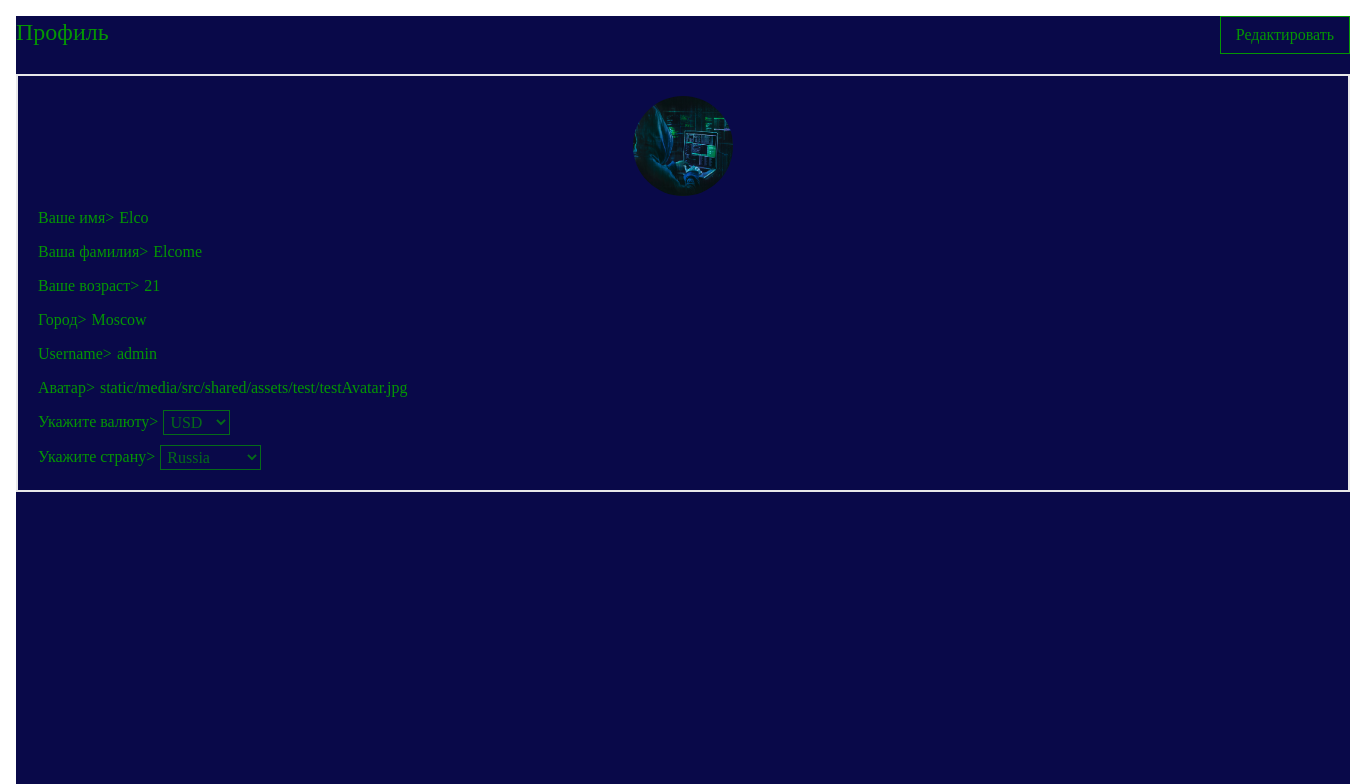 Профиль
Редактировать
Ваше имя> Elco
Ваша фамилия> Elcome
Ваше возраст> 21
Город> Moscow
Username> admin
Аватар> static/media/src/shared/assets/test/testAvatar.jpg
Укажите валюту> USD
Укажите страну> Russia